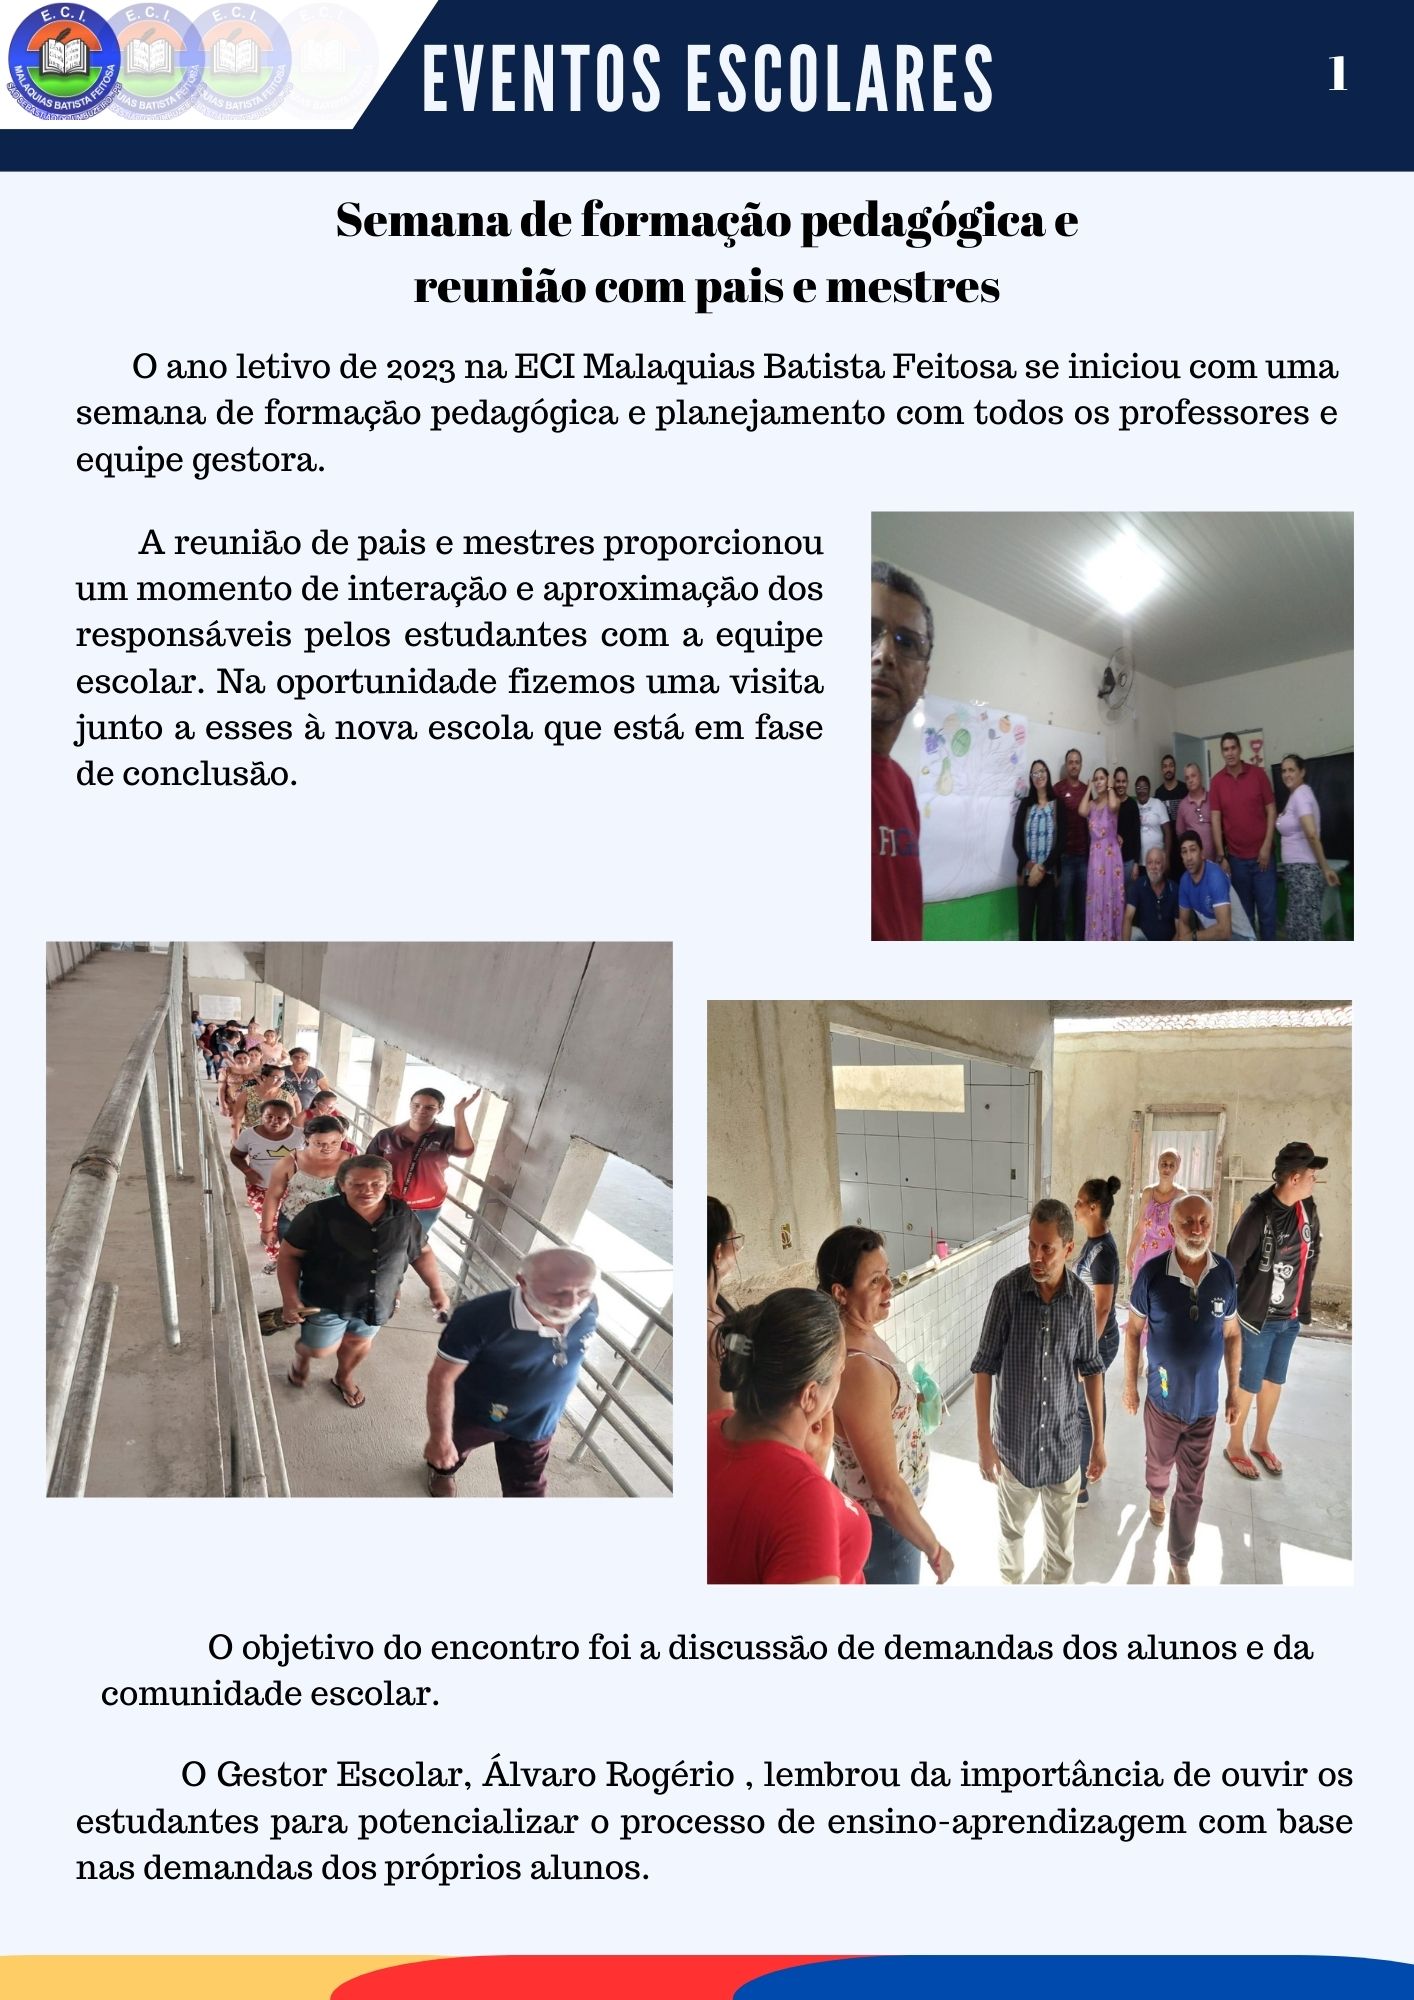 E. C. I.
MALAQUIAS BATISTA FEITOSA
EVENTOS ESCOLARES
1
Semana de formação pedagógica e
reunião com pais e mestres
O ano letivo de 2023 na ECI Malaquias Batista Feitosa se iniciou com uma
semana de formação pedagógica e planejamento com todos os professores e
equipe gestora.
A reunião de pais e mestres proporcionou
um momento de interação e aproximação dos
responsáveis pelos estudantes com a equipe
escolar. Na oportunidade fizemos uma visita
junto a esses à nova escola que está em fase
de conclusão.
O objetivo do encontro foi a discussão de demandas dos alunos e da
comunidade escolar.
O Gestor Escolar, Álvaro Rogério , lembrou da importância de ouvir os
estudantes para potencializar o processo de ensino-aprendizagem com base
nas demandas dos próprios alunos.